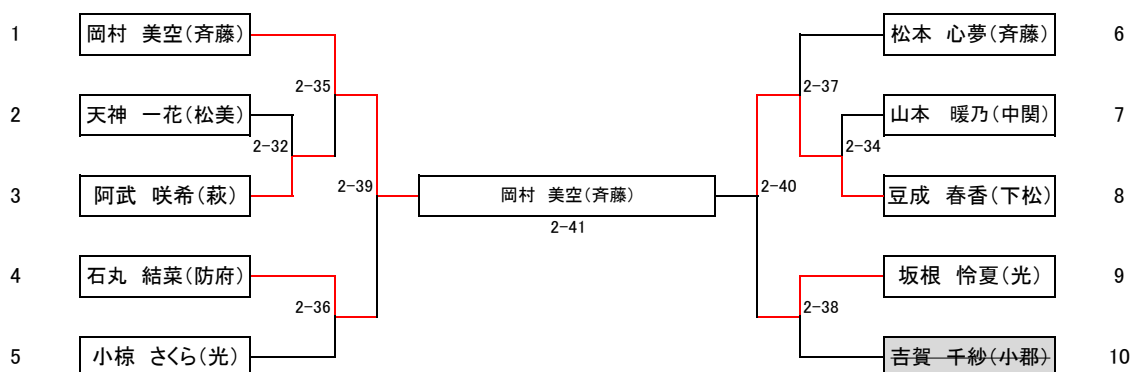 1 岡村 美空(斉藤)
2 天神 一花(松美)
3 阿武 咲希(萩)
4 石丸 結菜(防府)
5 小椋 さくら(光)
2-35
2-32
2-39
2-36
岡村 美空(斉藤)
2-41
2-37
2-34
2-40
2-38
松本 心夢(斉藤) 6
山本 暖乃(中関) 7
豆成 春香(下松) 8
坂根 怜夏(光) 9
吉賀 千紗(小郡) 10